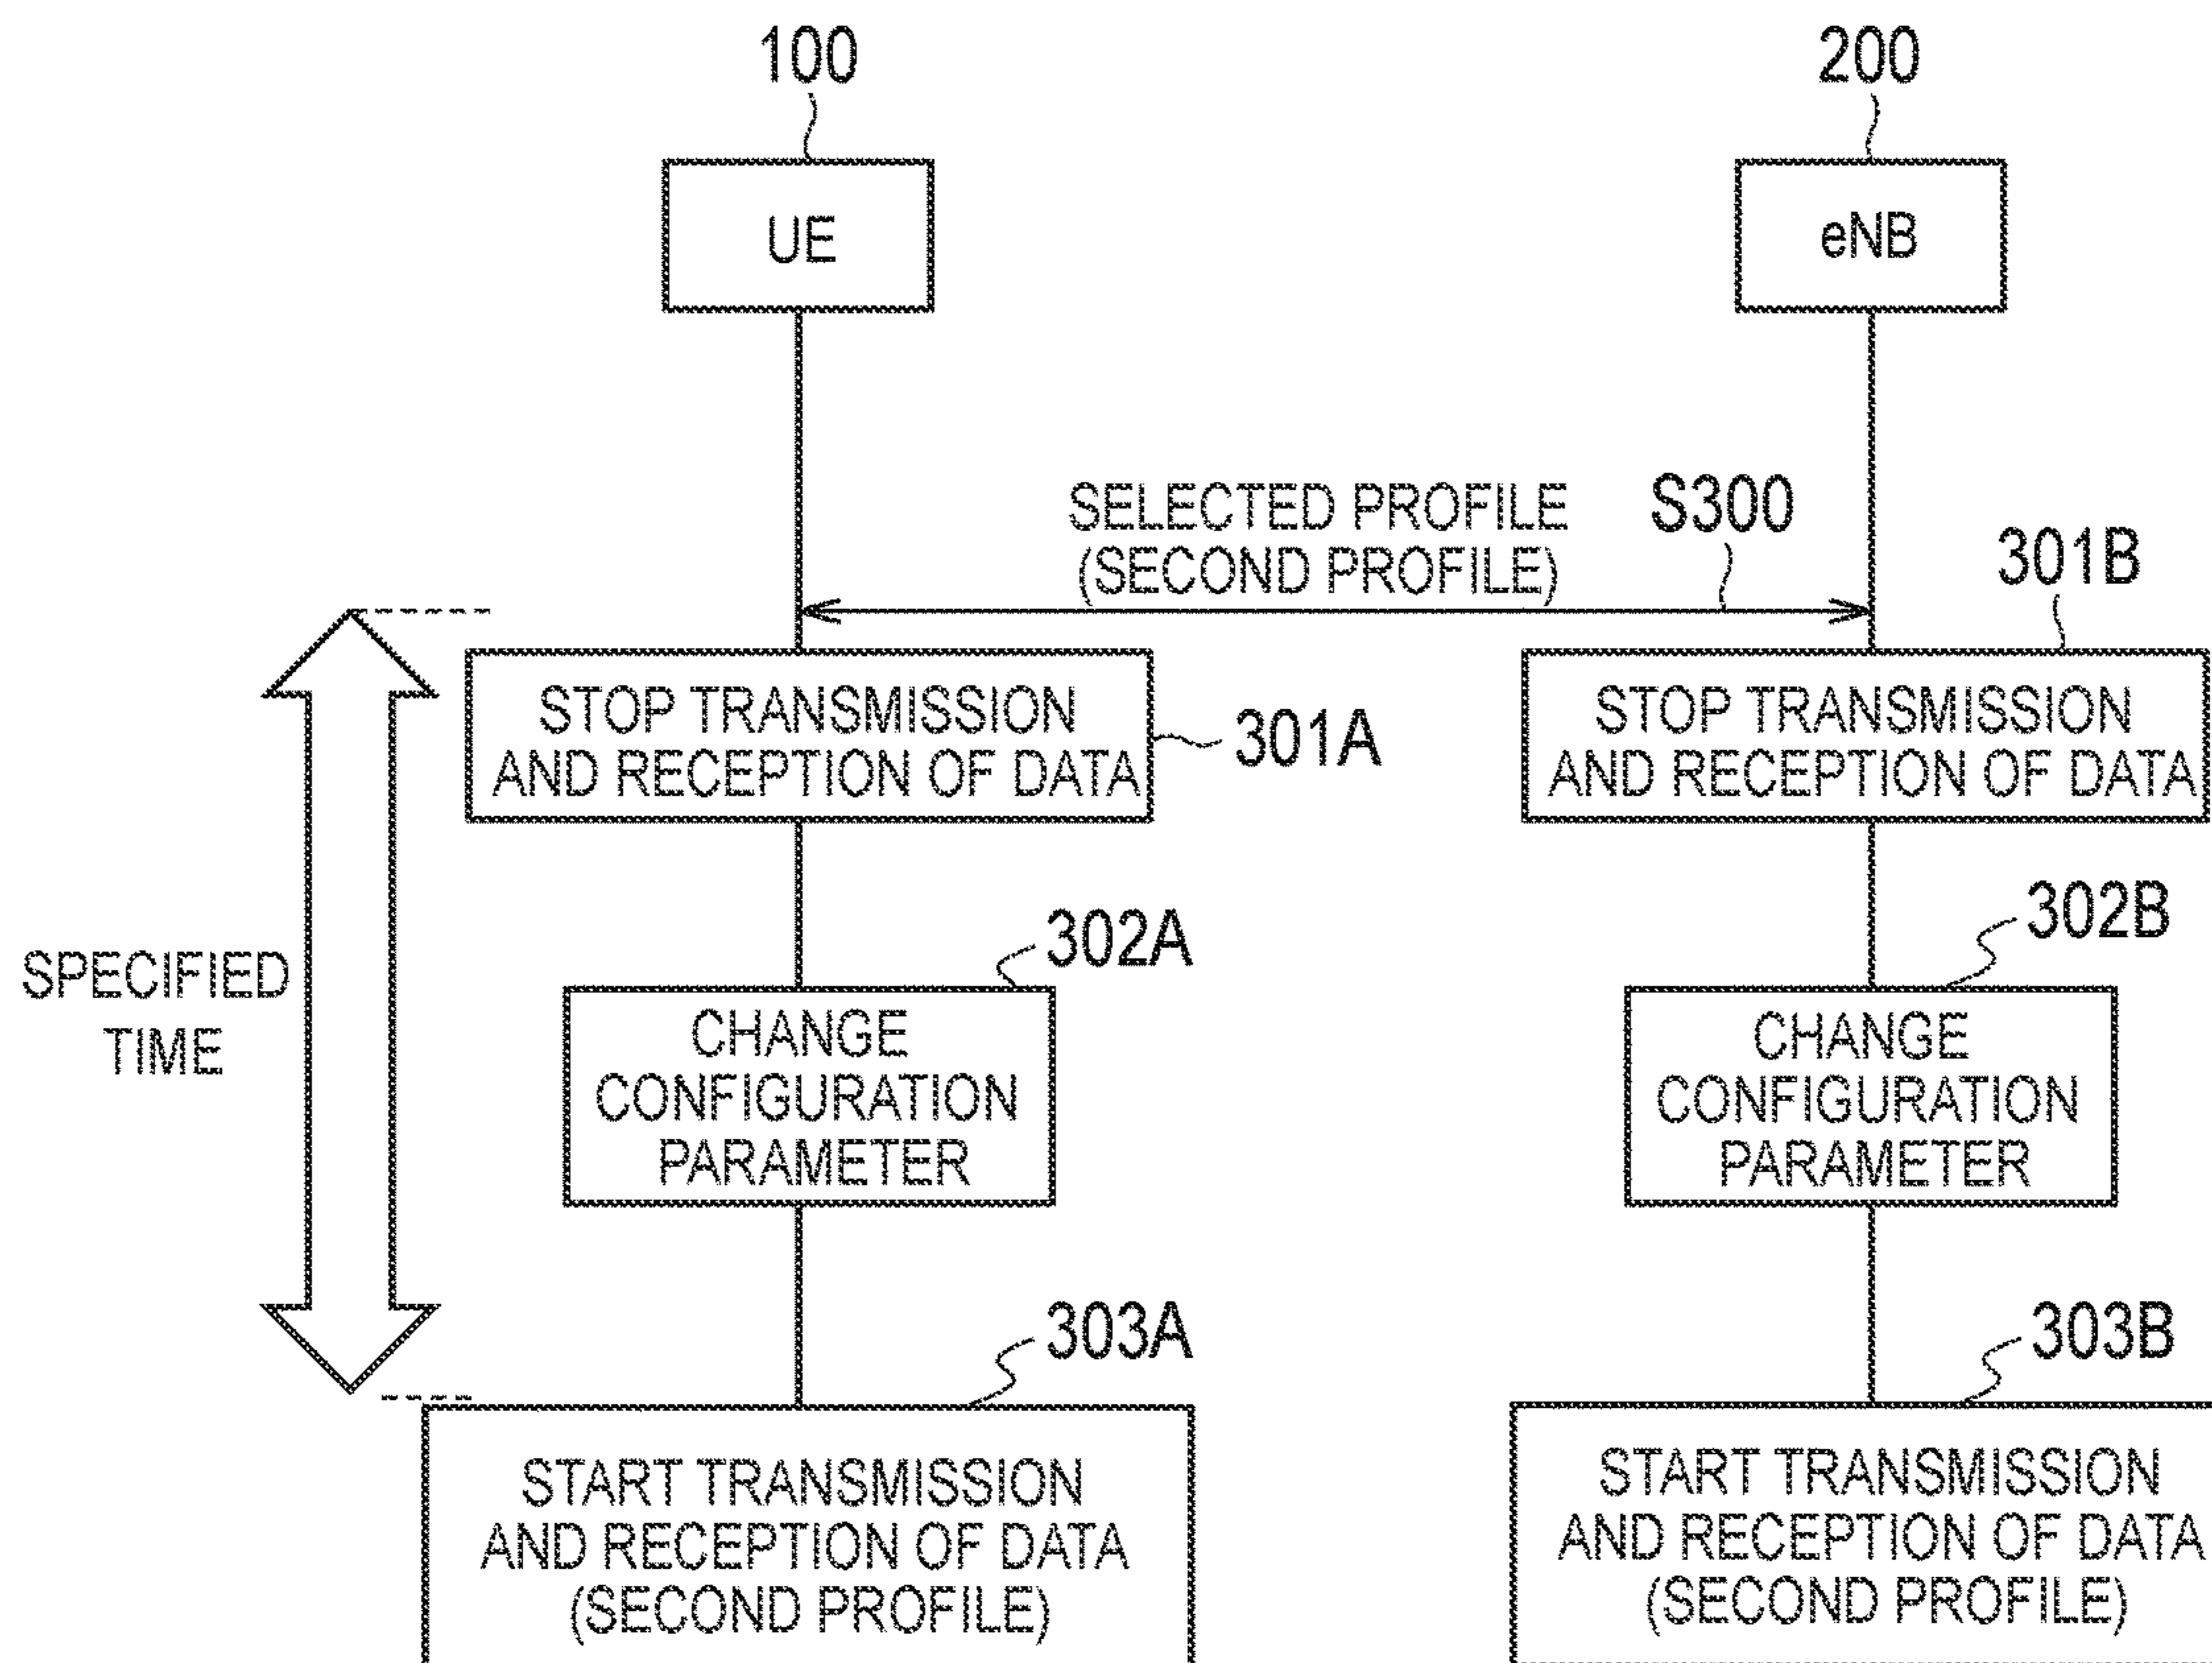 100
200
UE
eNB
SELECTED PROFILE
(SECOND PROFILE)
S300
301B
STOP TRANSMISSION
AND RECEPTION OF DATA
301A
STOP TRANSMISSION
AND RECEPTION OF DATA
302A
302B
SPECIFIED
TIME
CHANGE
CONFIGURATION
PARAMETER
CHANGE
CONFIGURATION
PARAMETER
303A
303B
START TRANSMISSION
AND RECEPTION OF DATA
(SECOND PROFILE)
START TRANSMISSION
AND RECEPTION OF DATA
(SECOND PROFILE)